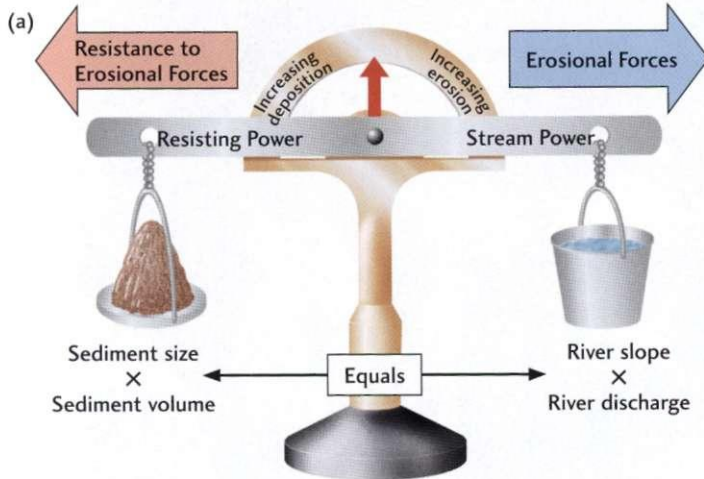 (a)
Resistance to
Erosional Forces
Erosional Forces
Increasing
deposition
Increasing
erosion
Resisting Power
Stream Power
Sediment size
×
Sediment volume
Equals
River slope
×
River discharge